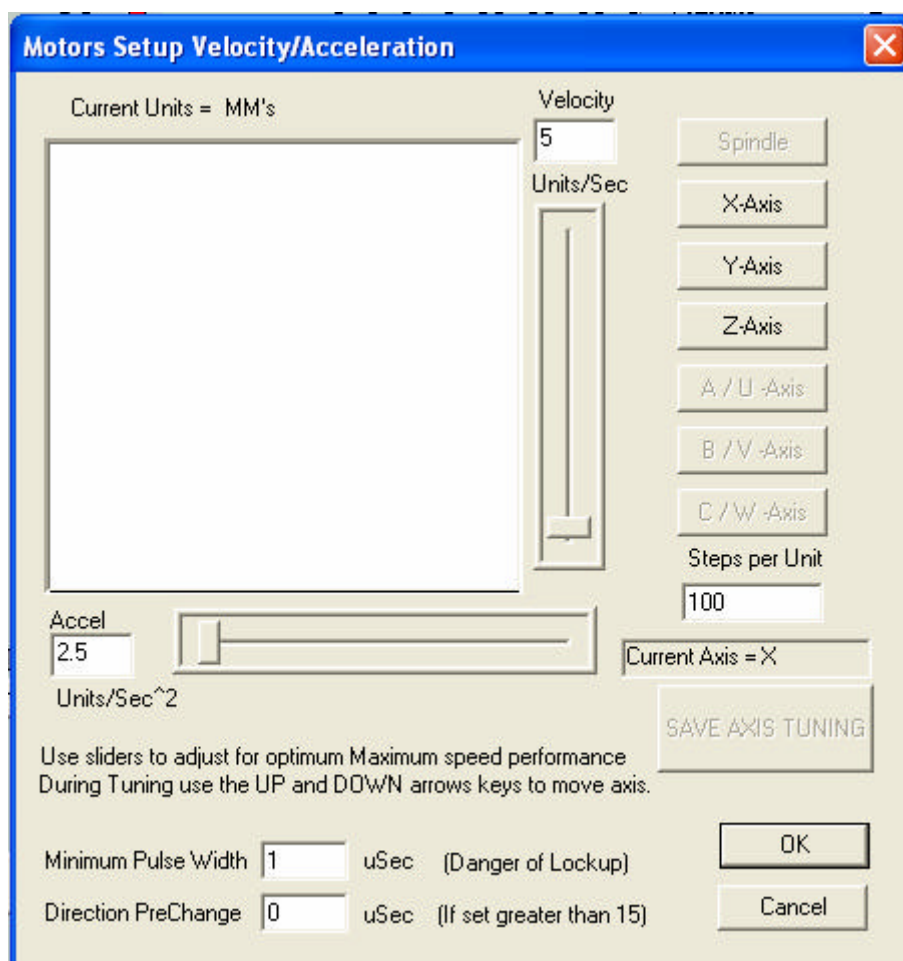 Motors Setup Velocity/Acceleration
Current Units = MM's
Velocity
5
Units/Sec
Spindle
X-Axis
Y-Axis
Z-Axis
A / U -Axis
B / V -Axis
C / W -Axis
Steps per Unit
100
Accel
2.5
Units/Sec^2
Current Axis = X
SAVE AXIS TUNING
Use sliders to adjust for optimum Maximum speed performance
During Tuning use the UP and DOWN arrows keys to move axis.
Minimum Pulse Width 1 uSec (Danger of Lockup)
Direction PreChange 0 uSec (If set greater than 15)
OK
Cancel